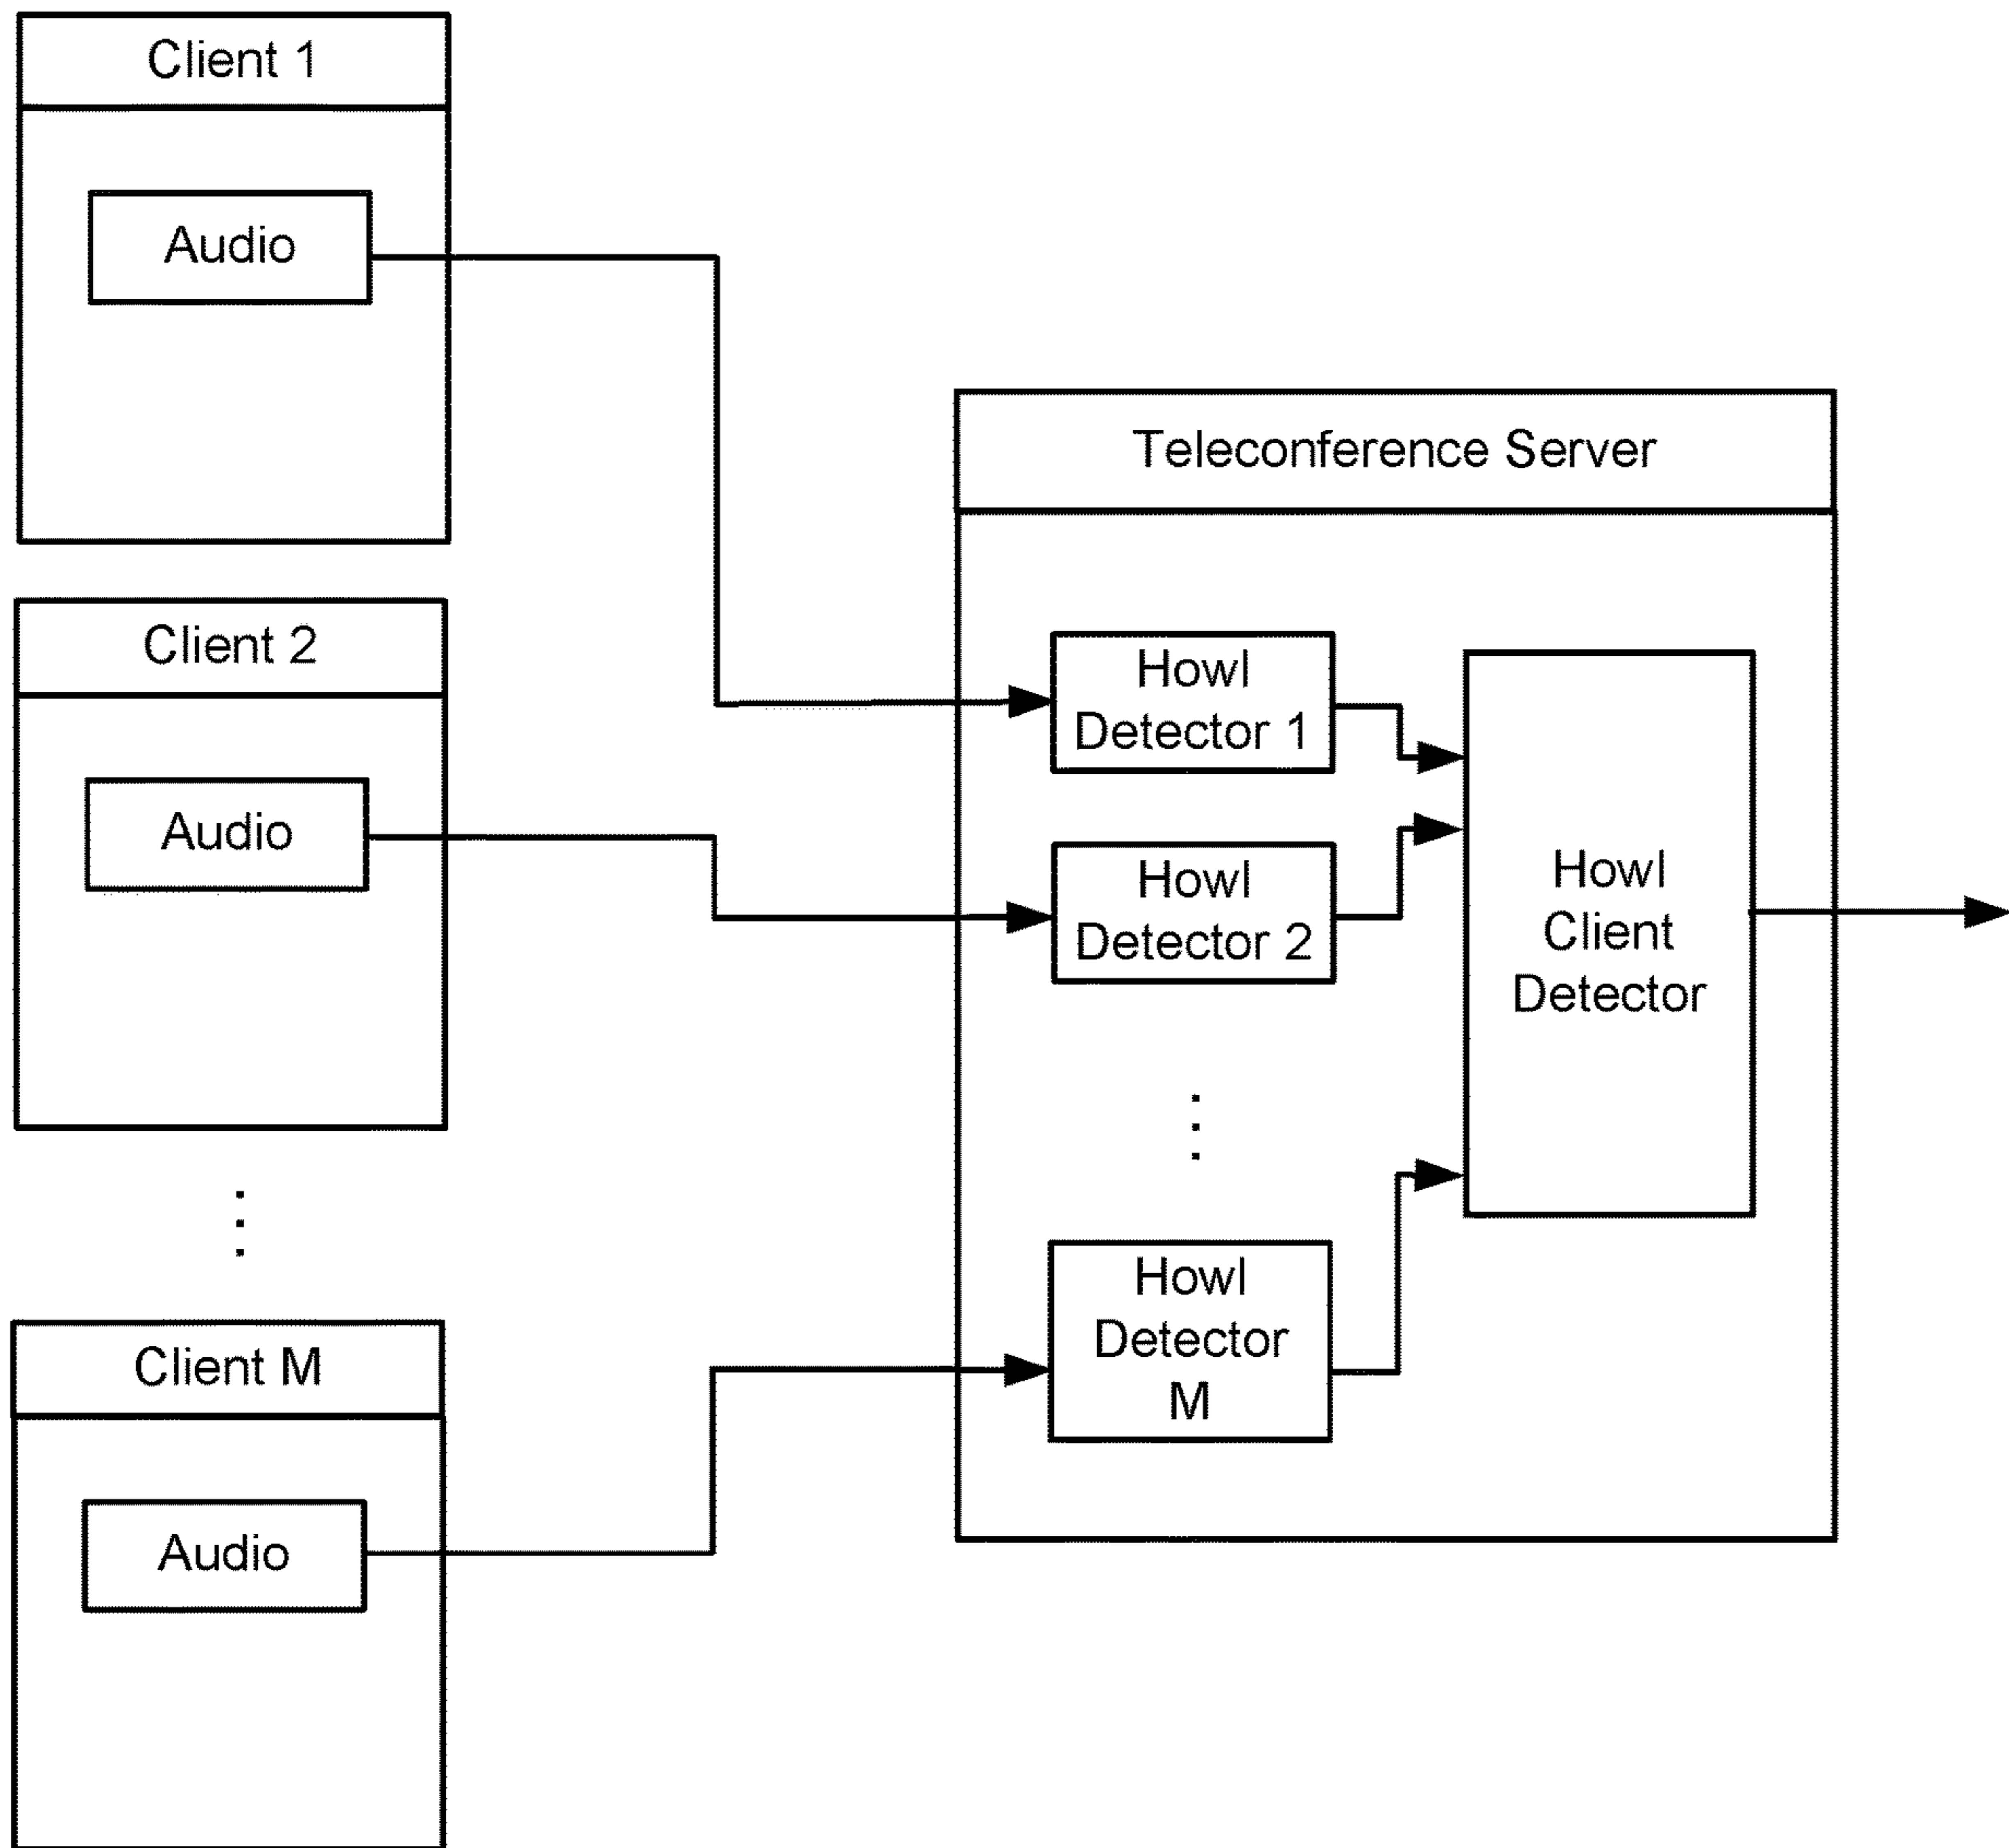 Client 1
Audio
Client 2
Audio
Client M
Audio
Teleconference Server
Howl
Detector 1
Howl
Detector 2
Howl
Detector
M
Howl
Client
Detector